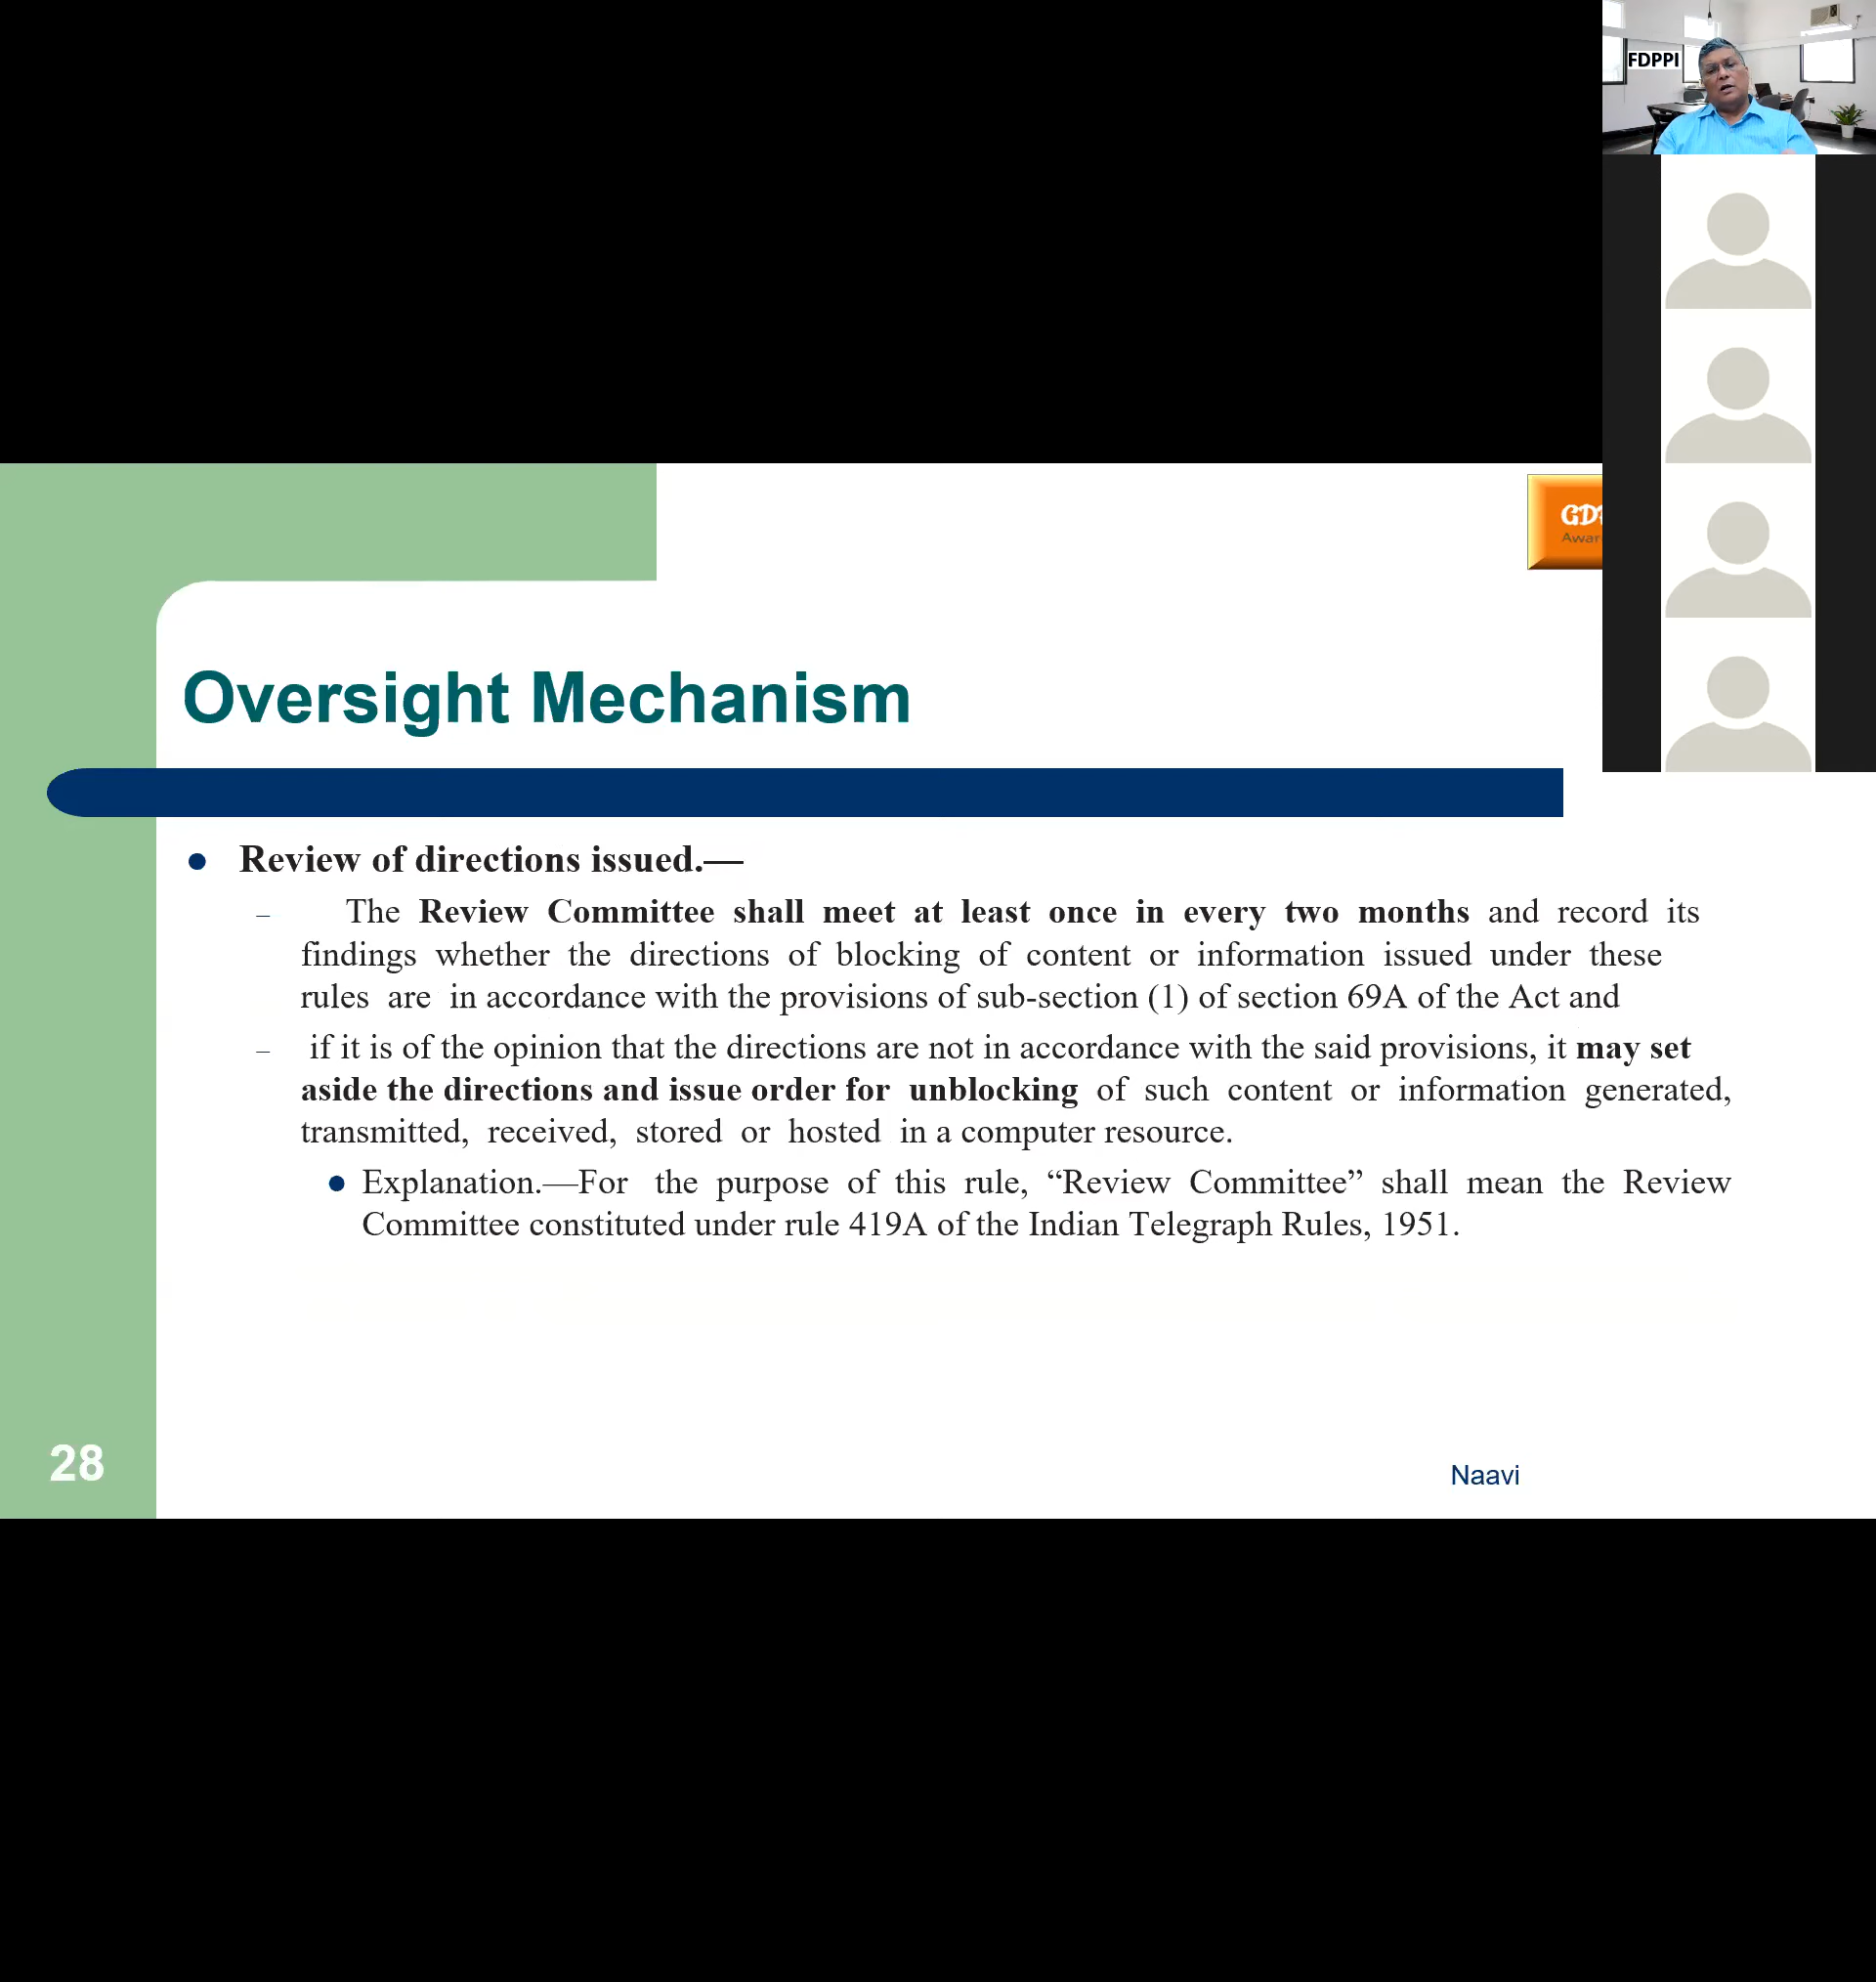 FDPPI
GD
Awar
Oversight Mechanism
Review of directions issued.—
– The Review Committee shall meet at least once in every two months and record its
findings whether the directions of blocking of content or information issued under these
rules are in accordance with the provisions of sub-section (1) of section 69A of the Act and
– if it is of the opinion that the directions are not in accordance with the said provisions, it may set
aside the directions and issue order for unblocking of such content or information generated,
transmitted, received, stored or hosted in a computer resource.
Explanation.—For the purpose of this rule, “Review Committee” shall mean the Review
Committee constituted under rule 419A of the Indian Telegraph Rules, 1951.
28
Naavi